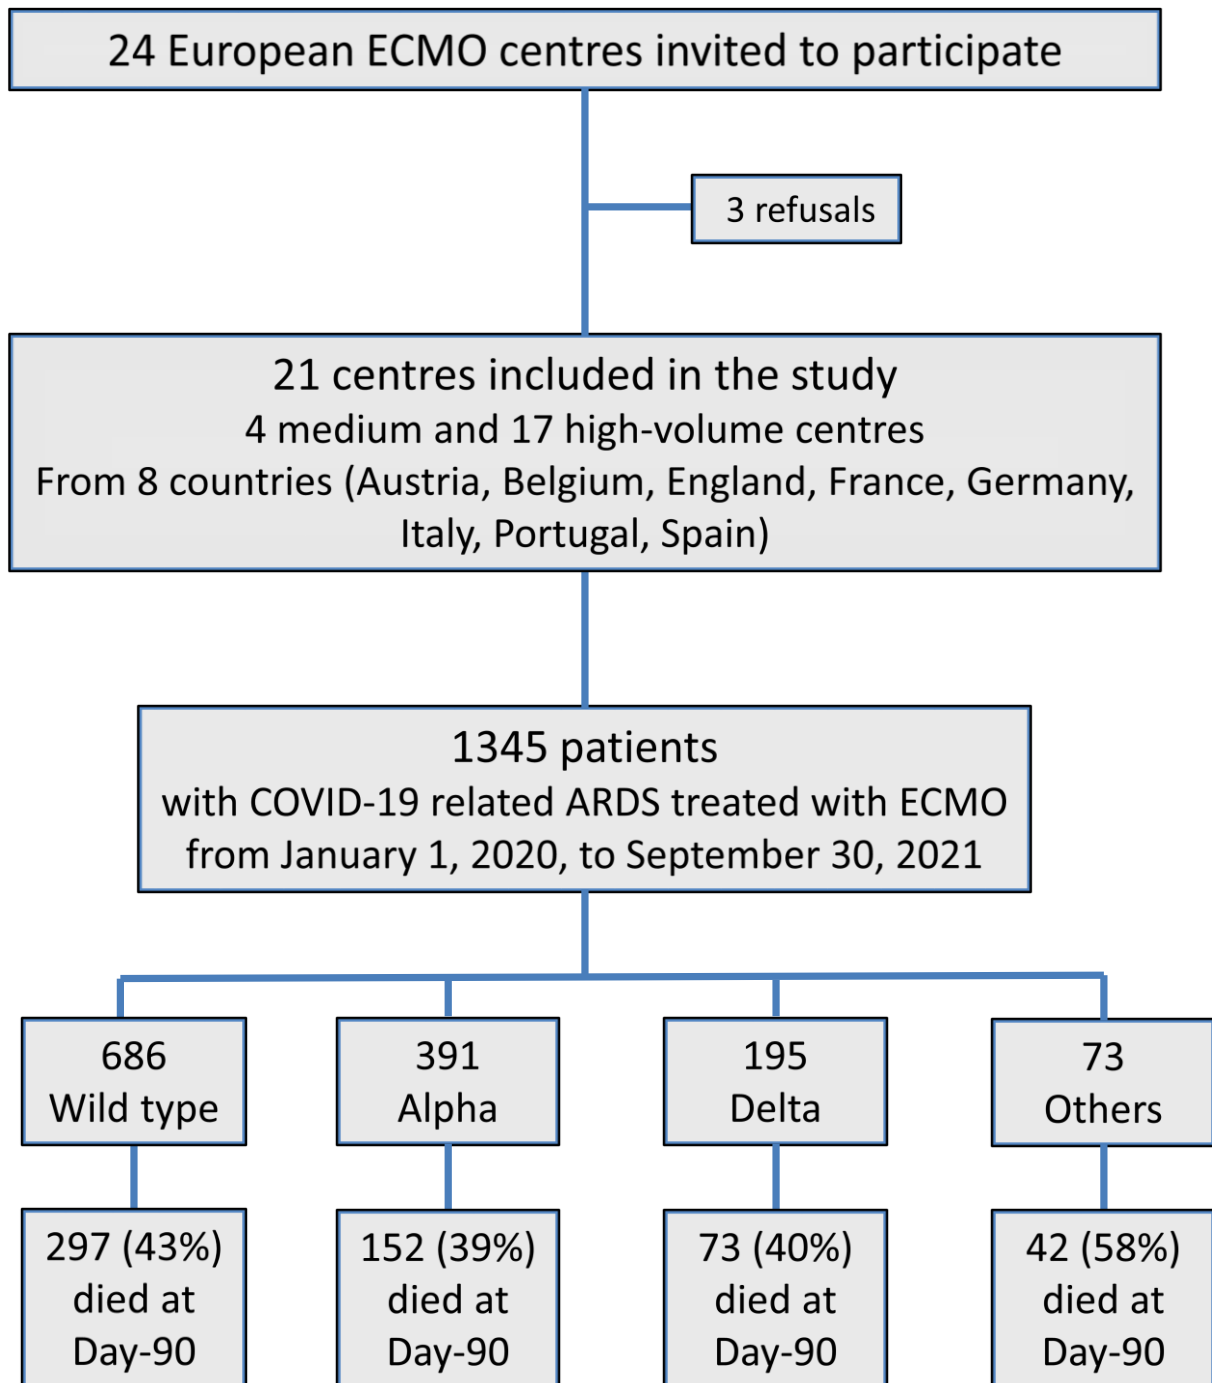 24 European ECMO centres invited to participate
3 refusals
21 centres included in the study
4 medium and 17 high-volume centres
From 8 countries (Austria, Belgium, England, France, Germany,
Italy, Portugal, Spain)
1345 patients
with COVID-19 related ARDS treated with ECMO
from January 1, 2020, to September 30, 2021
686
Wild type
391
Alpha
195
Delta
73
Others
297 (43%)
died at
Day-90
152 (39%)
died at
Day-90
73 (40%)
died at
Day-90
42 (58%)
died at
Day-90